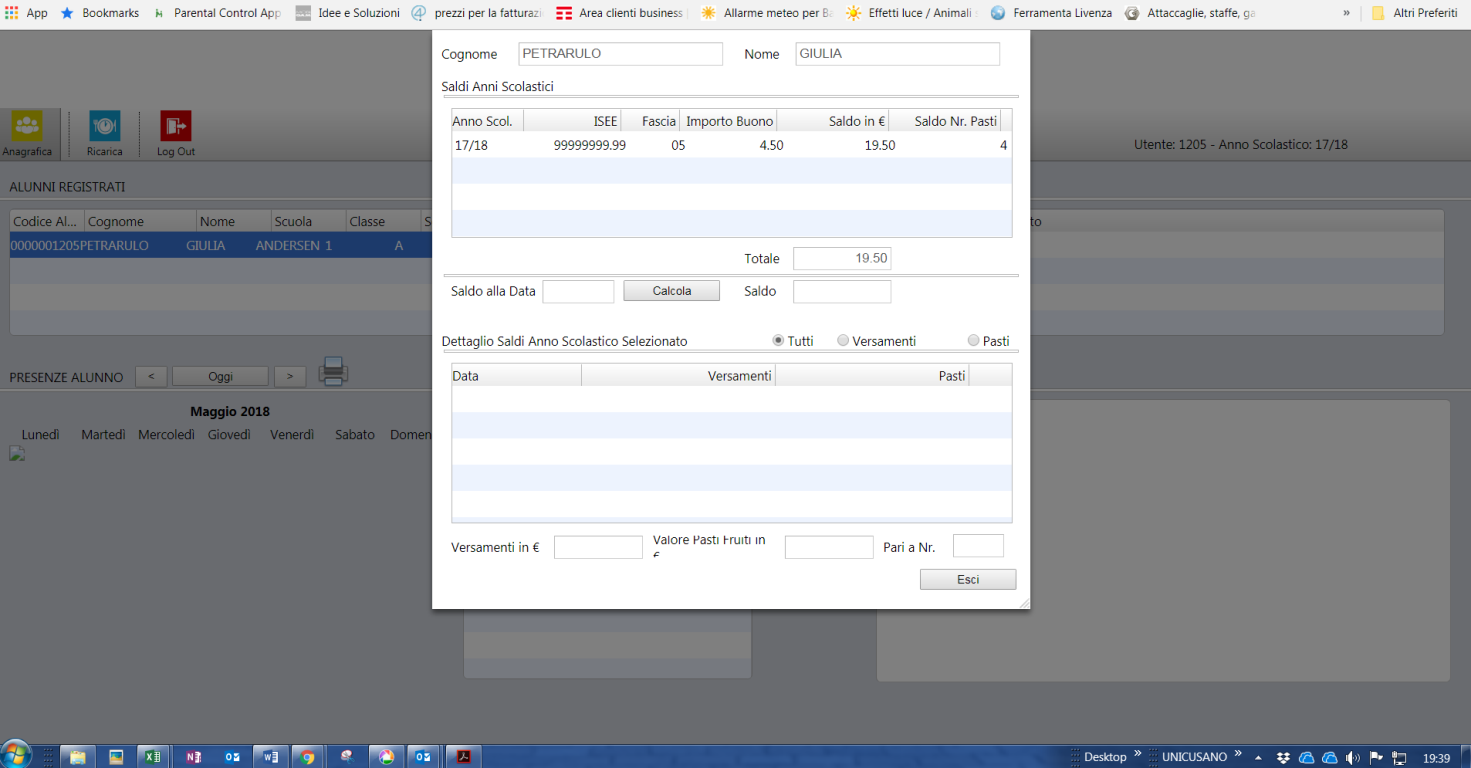 App Bookmarks Parental Control App Idee e Soluzioni prezzi per la fatturazi Area clienti business Allarme meteo per Ba Effetti luce / Animali Ferramenta Livenza Attaccaglie, staffe, ga » Altri Preferiti
Cognome PETRARULO Nome GIULIA
Saldi Anni Scolastici
Anno Scol. ISEE Fascia Importo Buono Saldo in € Saldo Nr. Pasti
17/18 99999999.99 05 4.50 19.50 4
Totale 19.50
Saldo alla Data Calcola Saldo
Dettaglio Saldi Anno Scolastico Selezionato Tutti Versamenti Pasti
Data Versamenti Pasti
Versamenti in € Valore Pasti Fruiti in € Pari a Nr.
Esci
Anagrafica Ricarica Log Out
Utente: 1205 - Anno Scolastico: 17/18
ALUNNI REGISTRATI
Codice Al... Cognome Nome Scuola Classe S to
0000001205 PETRARULO GIULIA ANDERSEN 1 A
PRESENZE ALUNNO < Oggi >
Maggio 2018
Lunedì Martedì Mercoledì Giovedì Venerdì Sabato Domen
Desktop » UNICUSANO » 19:39